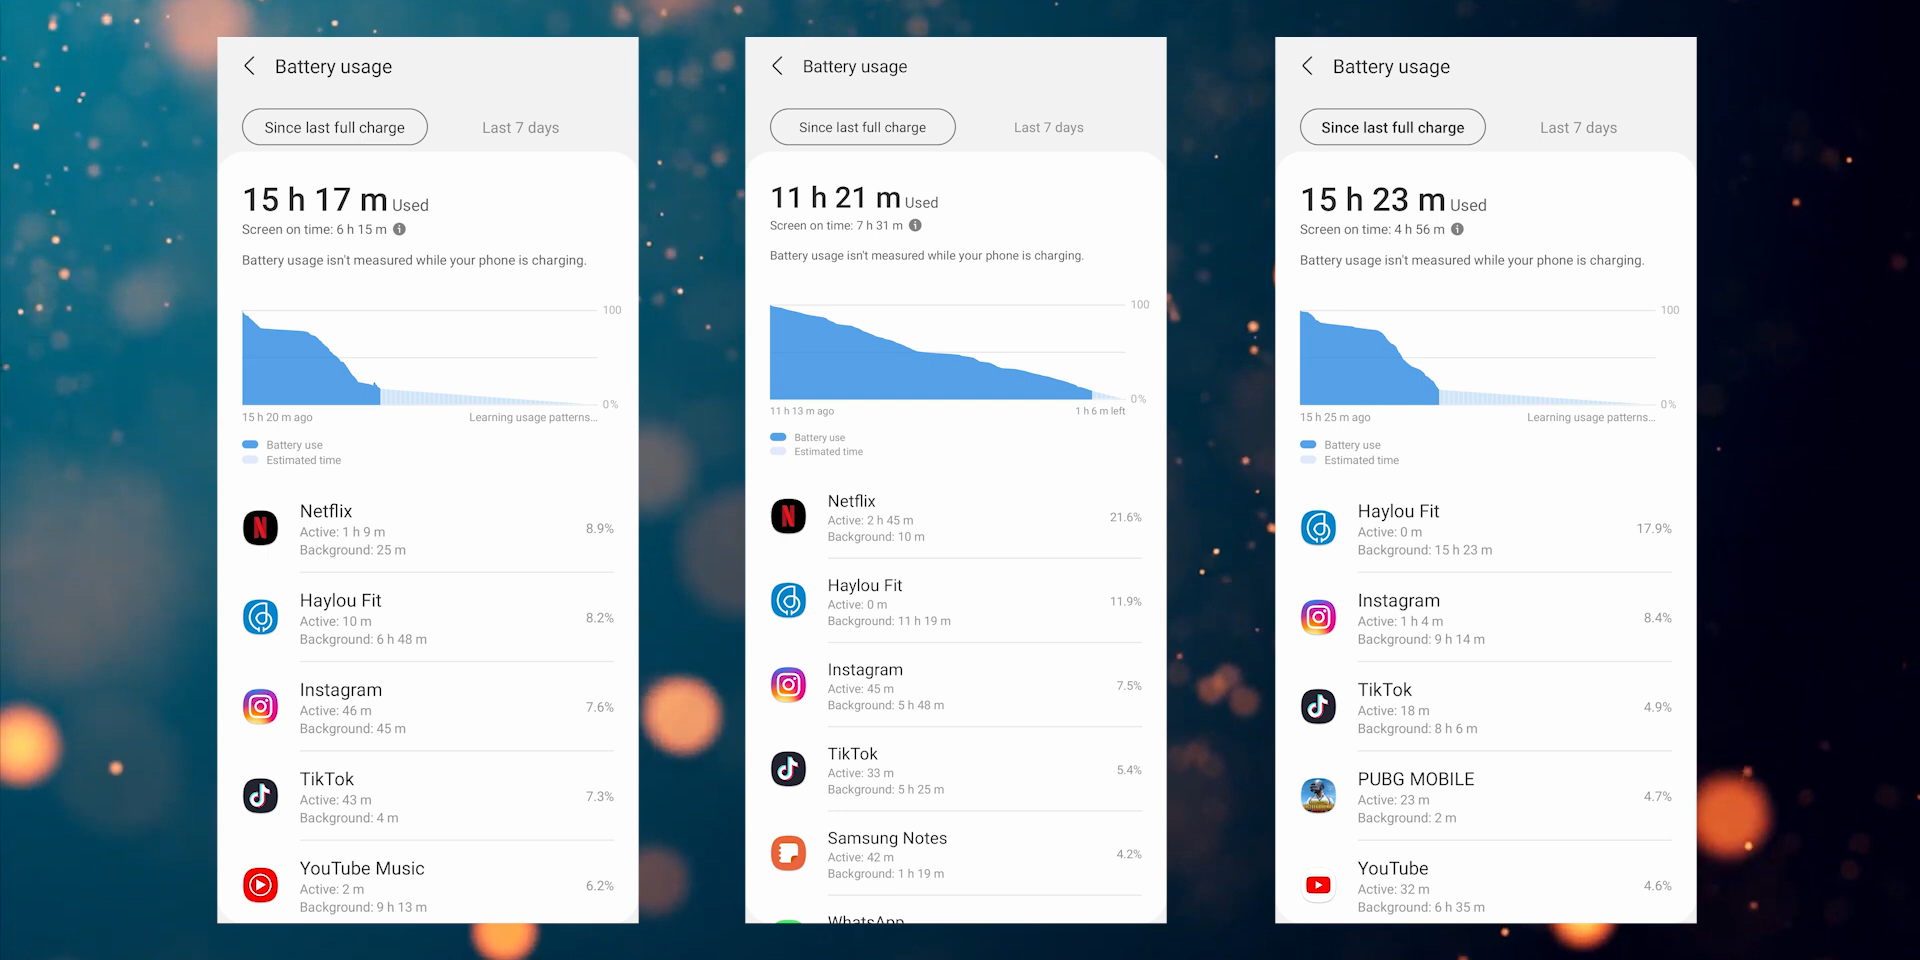 Battery usage
Since last full charge
Last 7 days
15 h 17 m Used
Screen on time: 6 h 15 m
Battery usage isn't measured while your phone is charging.
100
0%
15 h 20 m ago
Learning usage patterns...
Battery use
Estimated time
Netflix
Active: 1 h 9 m
Background: 25 m
8.9%
Haylou Fit
Active: 10 m
Background: 6 h 48 m
8.2%
Instagram
Active: 46 m
Background: 45 m
7.6%
TikTok
Active: 43 m
Background: 4 m
7.3%
YouTube Music
Active: 2 m
Background: 9 h 13 m
6.2%
Battery usage
Since last full charge
Last 7 days
11 h 21 m Used
Screen on time: 7 h 31 m
Battery usage isn't measured while your phone is charging.
100
0%
11 h 13 m ago
1 h 6 m left
Battery use
Estimated time
Netflix
Active: 2 h 45 m
Background: 10 m
21.6%
Haylou Fit
Active: 0 m
Background: 11 h 19 m
11.9%
Instagram
Active: 45 m
Background: 5 h 48 m
7.5%
TikTok
Active: 33 m
Background: 5 h 25 m
5.4%
Samsung Notes
Active: 42 m
Background: 1 h 19 m
4.2%
WhatsApp
Battery usage
Since last full charge
Last 7 days
15 h 23 m Used
Screen on time: 4 h 56 m
Battery usage isn't measured while your phone is charging.
100
0%
15 h 25 m ago
Learning usage patterns...
Battery use
Estimated time
Haylou Fit
Active: 0 m
Background: 15 h 23 m
17.9%
Instagram
Active: 1 h 4 m
Background: 9 h 14 m
8.4%
TikTok
Active: 18 m
Background: 8 h 6 m
4.9%
PUBG MOBILE
Active: 23 m
Background: 2 m
4.7%
YouTube
Active: 32 m
Background: 6 h 35 m
4.6%